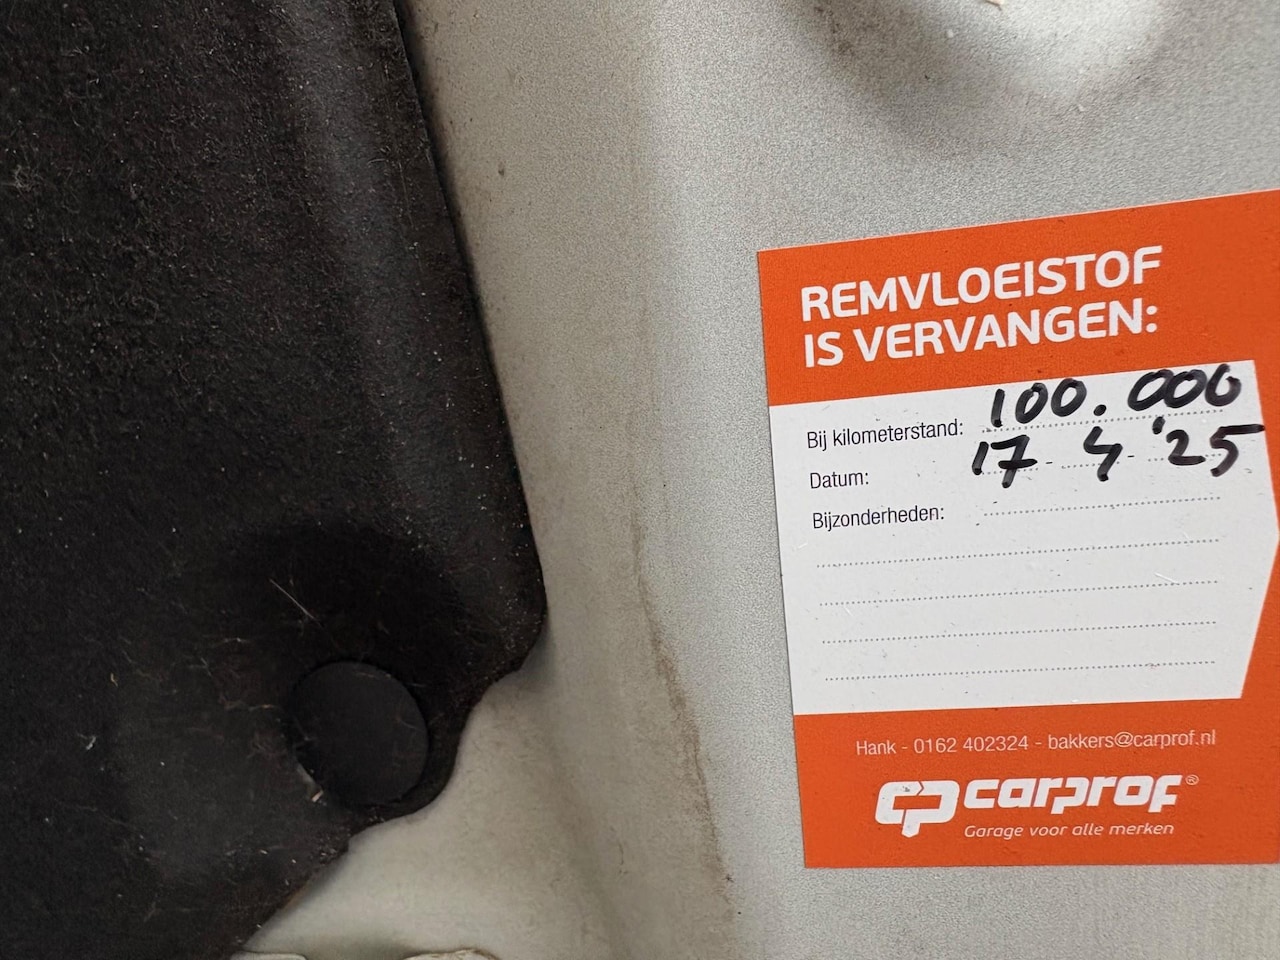 REMVLOEISTOF
IS VERVANGEN:
Bij kilometerstand: 100.000
Datum: 17 - 4 - '25
Bijzonderheden:
Hank - 0162 402324 - bakkers@carprof.nl
CP carprof®
Garage voor alle merken